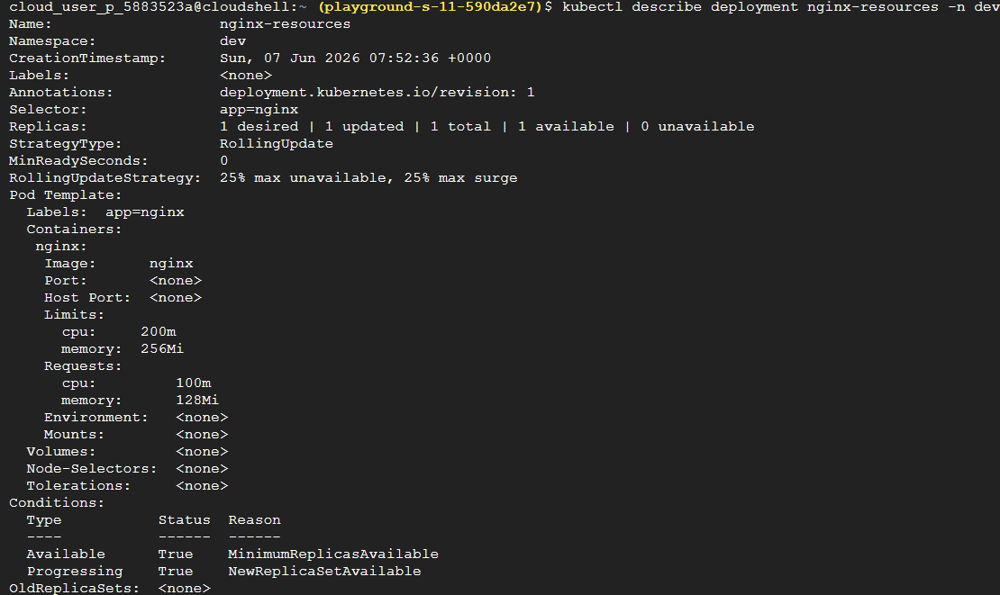 cloud_user_p_5883523a@cloudshell:~ (playground-s-11-590da2e7)$ kubectl describe deployment nginx-resources -n dev
Name:                   nginx-resources
Namespace:              dev
CreationTimestamp:      Sun, 07 Jun 2026 07:52:36 +0000
Labels:                 <none>
Annotations:            deployment.kubernetes.io/revision: 1
Selector:               app=nginx
Replicas:               1 desired | 1 updated | 1 total | 1 available | 0 unavailable
StrategyType:           RollingUpdate
MinReadySeconds:        0
RollingUpdateStrategy:  25% max unavailable, 25% max surge
Pod Template:
  Labels:  app=nginx
  Containers:
   nginx:
    Image:      nginx
    Port:       <none>
    Host Port:  <none>
    Limits:
      cpu:     200m
      memory:  256Mi
    Requests:
      cpu:         100m
      memory:      128Mi
    Environment:   <none>
    Mounts:        <none>
  Volumes:         <none>
  Node-Selectors:  <none>
  Tolerations:     <none>
Conditions:
  Type           Status  Reason
  ----           ------  ------
  Available      True    MinimumReplicasAvailable
  Progressing    True    NewReplicaSetAvailable
OldReplicaSets:  <none>